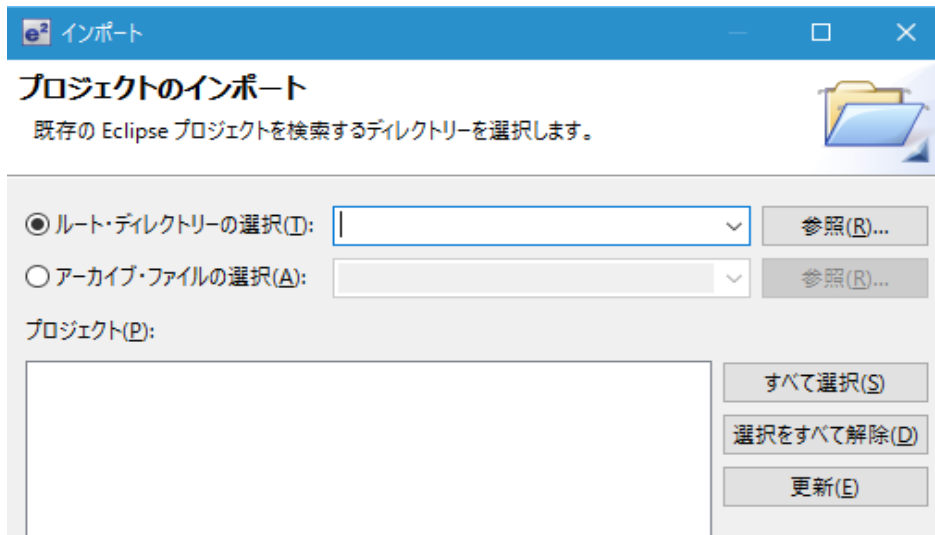 e² インポート
プロジェクトのインポート
既存の Eclipse プロジェクトを検索するディレクトリーを選択します。
ルート・ディレクトリーの選択(T): 参照(R)...
アーカイブ・ファイルの選択(A): 参照(R)...
プロジェクト(P):
すべて選択(S)
選択をすべて解除(D)
更新(E)